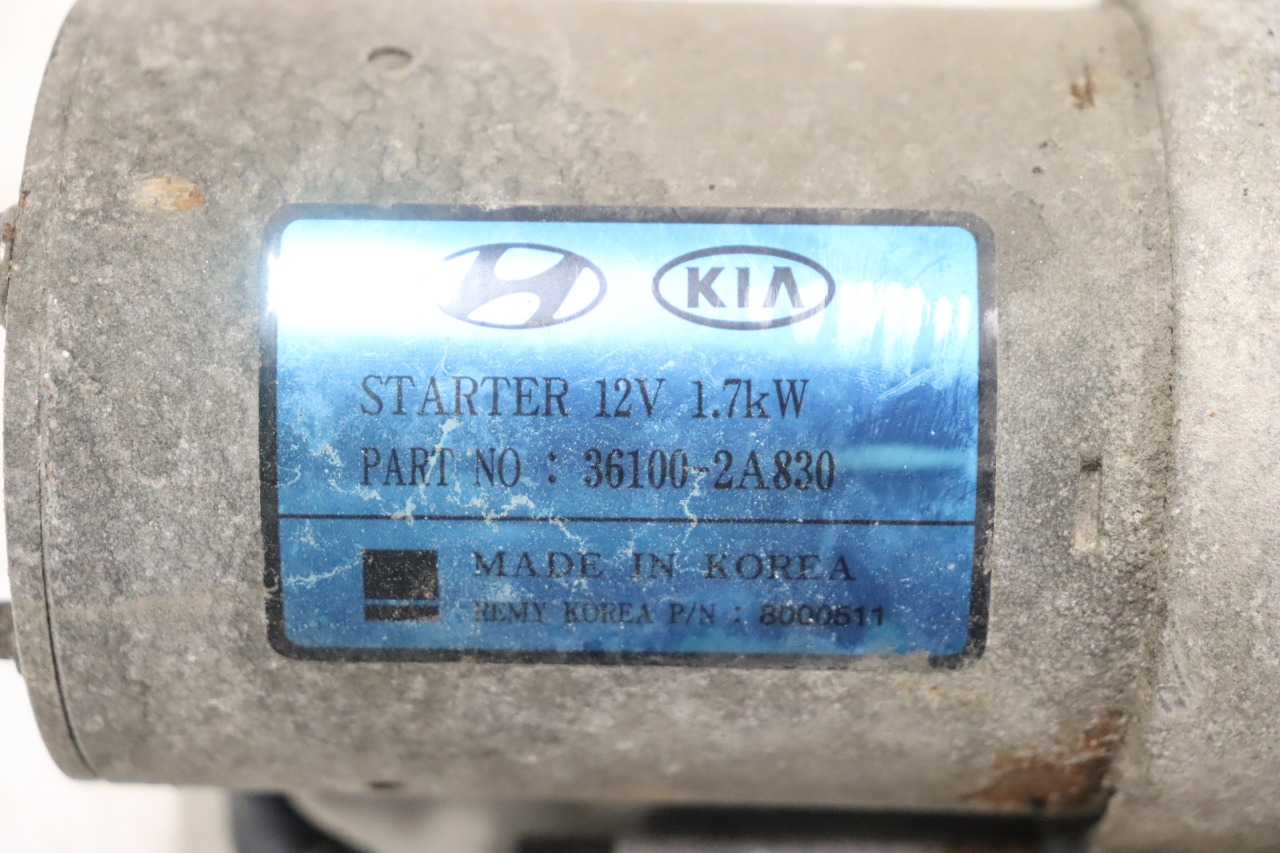 KIA
STARTER 12V 1.7kW
PART NO : 36100-2A830
MADE IN KOREA
REMY KOREA P/N : 8000511